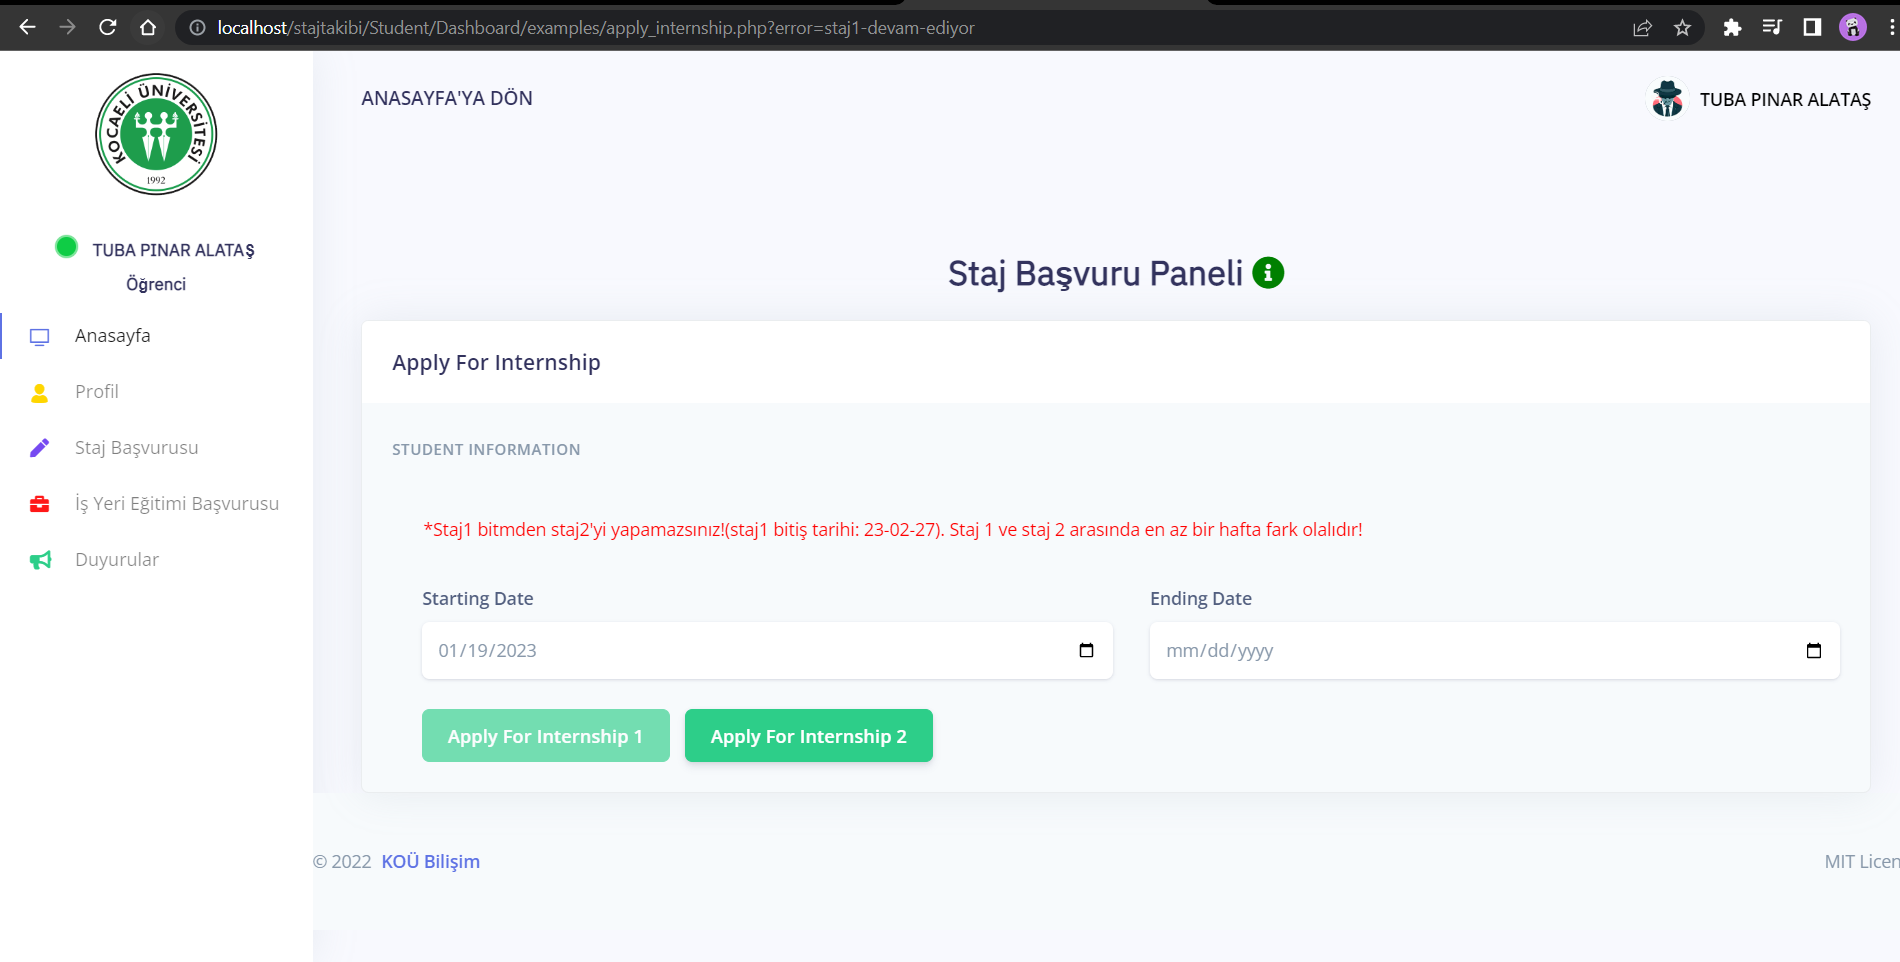 localhost/stajtakibi/Student/Dashboard/examples/apply_internship.php?error=staj1-devam-ediyor
KOCAELİ ÜNİVERSİTESİ
1992
ANASAYFA'YA DÖN
TUBA PINAR ALATAŞ
TUBA PINAR ALATAŞ
Öğrenci
Anasayfa
Profil
Staj Başvurusu
İş Yeri Eğitimi Başvurusu
Duyurular
Staj Başvuru Paneli
Apply For Internship
STUDENT INFORMATION
*Staj1 bitmden staj2'yi yapamazsınız!(staj1 bitiş tarihi: 23-02-27). Staj 1 ve staj 2 arasında en az bir hafta fark olalıdır!
Starting Date
Ending Date
01/19/2023
mm/dd/yyyy
Apply For Internship 1
Apply For Internship 2
© 2022 KOÜ Bilişim
MIT Licen